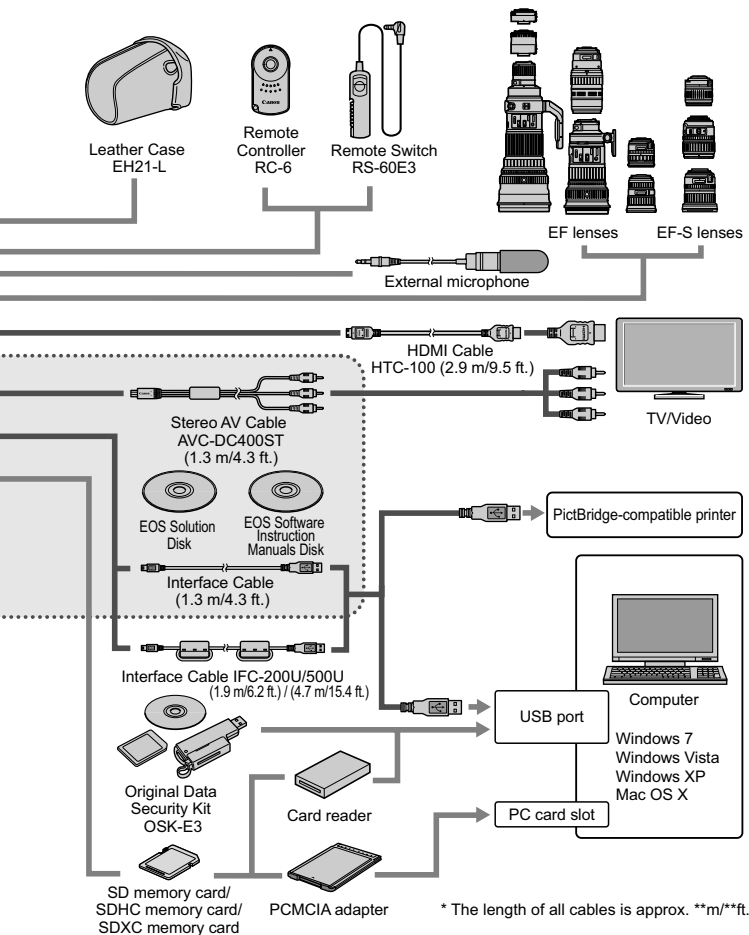 Canon
Leather Case
EH21-L
Remote
Controller
RC-6
Remote Switch
RS-60E3
EF lenses
EF-S lenses
External microphone
HDMI Cable
HTC-100 (2.9 m/9.5 ft.)
TV/Video
Stereo AV Cable
AVC-DC400ST
(1.3 m/4.3 ft.)
EOS Solution
Disk
EOS Software
Instruction
Manuals Disk
PictBridge-compatible printer
Interface Cable
(1.3 m/4.3 ft.)
Interface Cable IFC-200U/500U
(1.9 m/6.2 ft.) / (4.7 m/15.4 ft.)
USB port
Computer
Windows 7
Windows Vista
Windows XP
Mac OS X
Original Data
Security Kit
OSK-E3
Card reader
PC card slot
SD memory card/
SDHC memory card/
SDXC memory card
PCMCIA adapter
* The length of all cables is approx. **m/**ft.